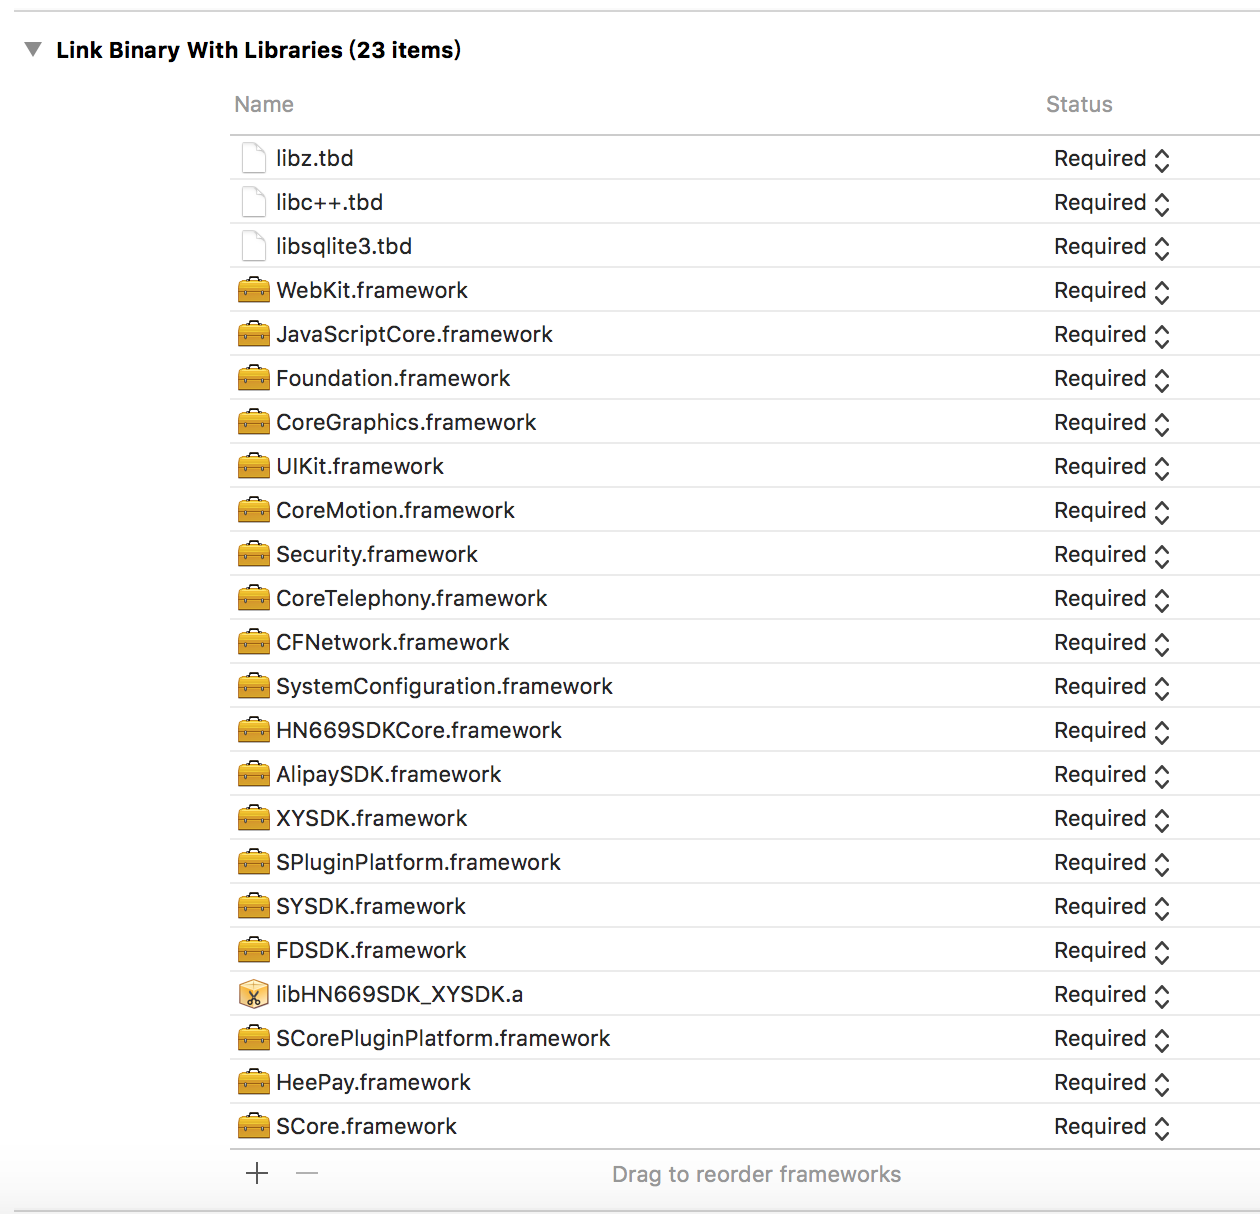 Link Binary With Libraries (23 items)
Name Status
libz.tbd Required
libc++.tbd Required
libsqlite3.tbd Required
WebKit.framework Required
JavaScriptCore.framework Required
Foundation.framework Required
CoreGraphics.framework Required
UIKit.framework Required
CoreMotion.framework Required
Security.framework Required
CoreTelephony.framework Required
CFNetwork.framework Required
SystemConfiguration.framework Required
HN669SDKCore.framework Required
AlipaySDK.framework Required
XYSDK.framework Required
SPluginPlatform.framework Required
SYSDK.framework Required
FDSDK.framework Required
libHN669SDK_XYSDK.a Required
SCorePluginPlatform.framework Required
HeePay.framework Required
SCore.framework Required
Drag to reorder frameworks